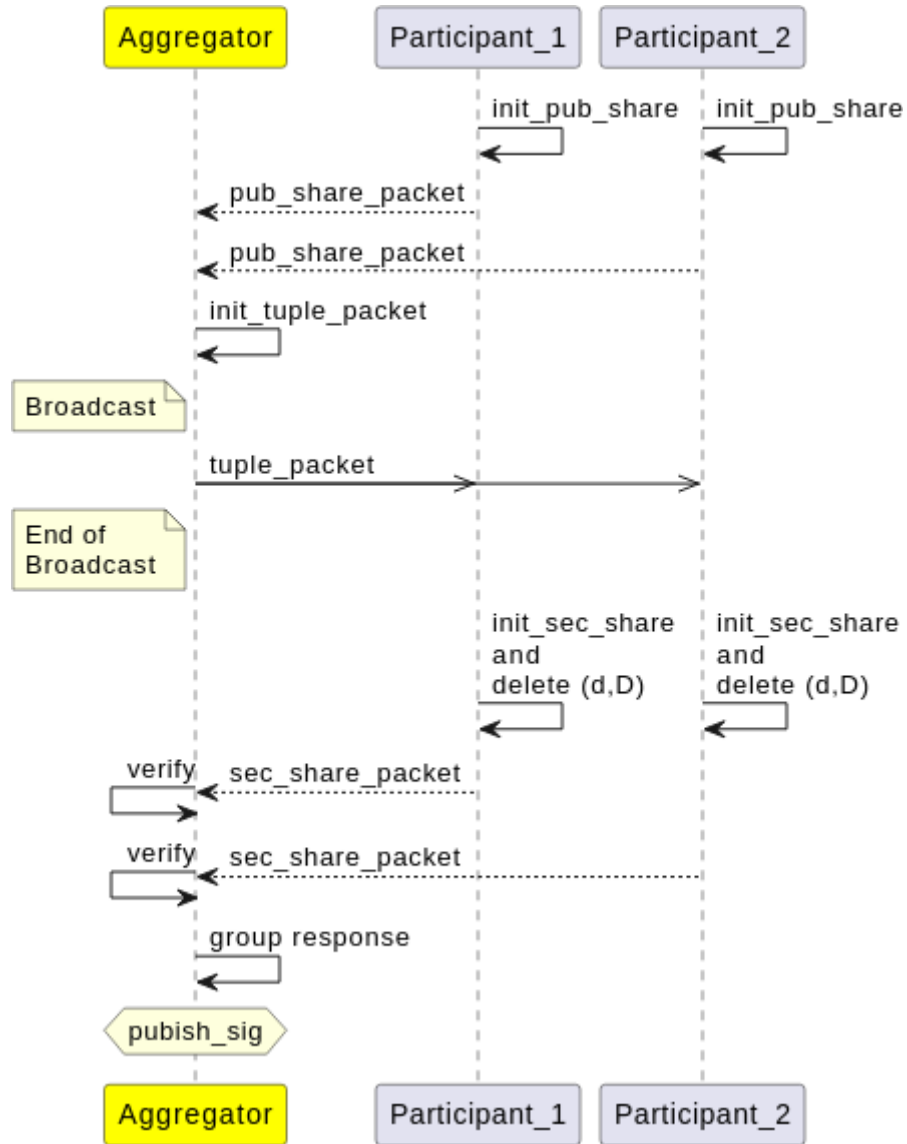 Aggregator
Participant_1
Participant_2
init_pub_share
init_pub_share
pub_share_packet
pub_share_packet
init_tuple_packet
Broadcast
tuple_packet
End of
Broadcast
init_sec_share
and
delete (d,D)
init_sec_share
and
delete (d,D)
verify
sec_share_packet
verify
sec_share_packet
group response
pubish_sig
Aggregator
Participant_1
Participant_2